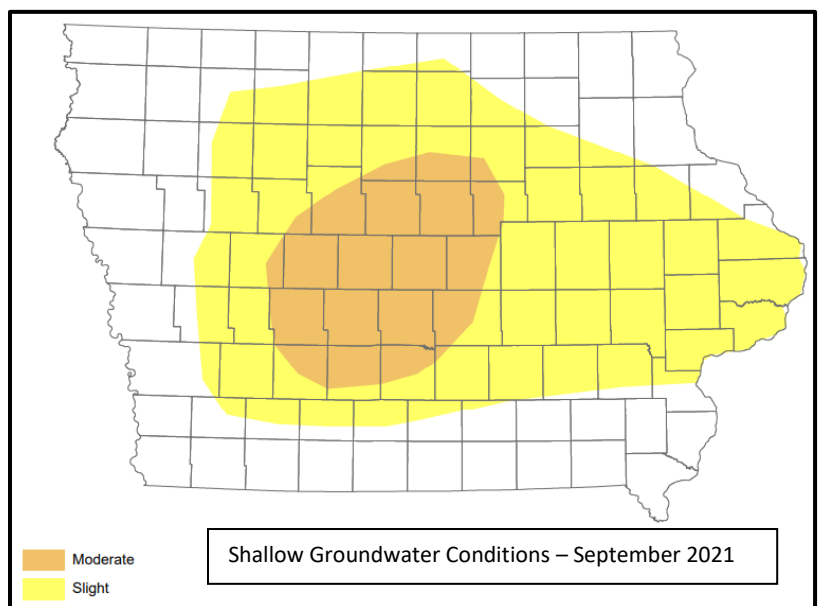 Shallow Groundwater Conditions – September 2021
Moderate
Slight